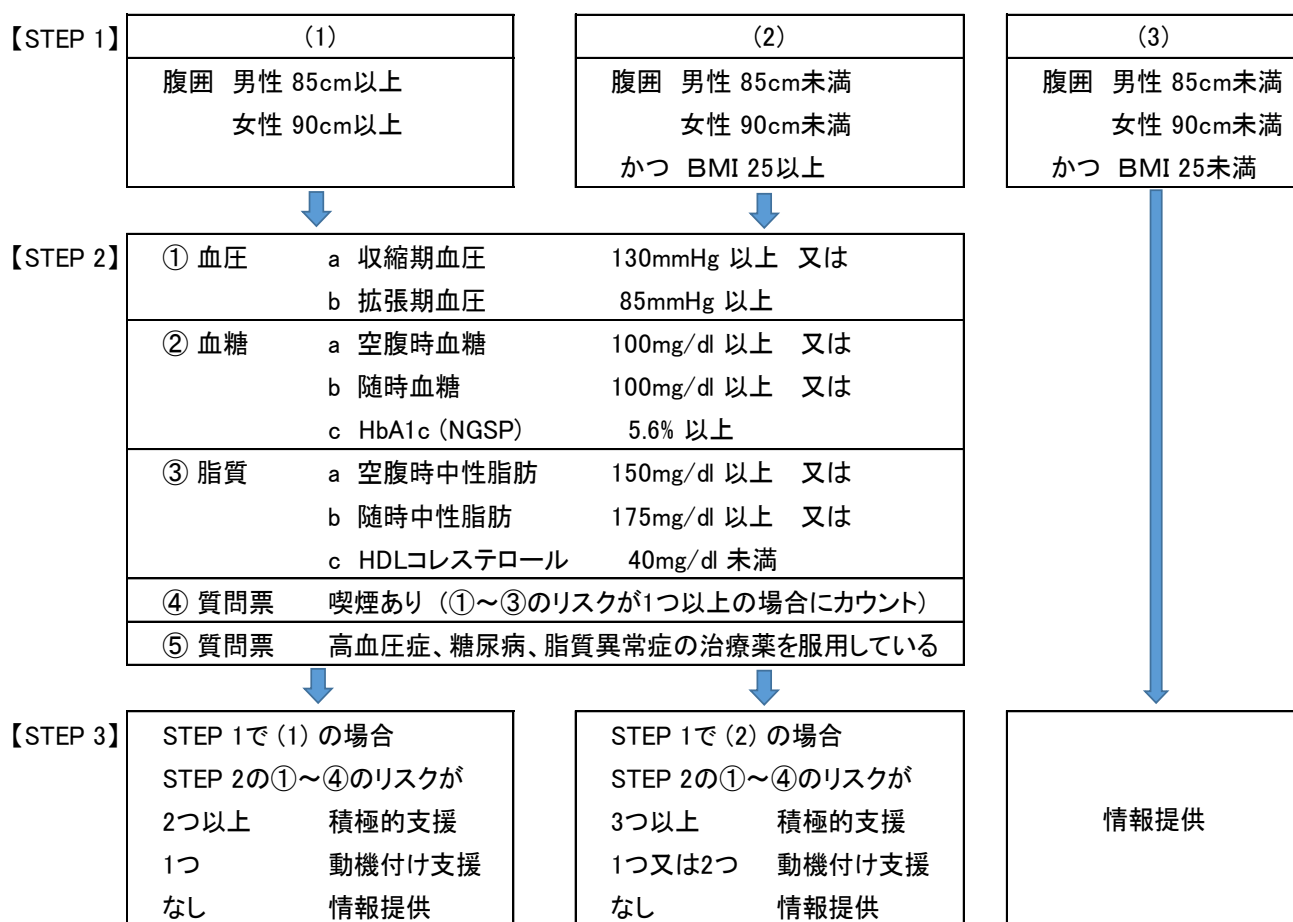 【STEP 1】
(1)
腹囲 男性 85cm以上
女性 90cm以上
(2)
腹囲 男性 85cm未満
女性 90cm未満
かつ BMI 25以上
(3)
腹囲 男性 85cm未満
女性 90cm未満
かつ BMI 25未満
【STEP 2】
① 血圧 a 収縮期血圧 130mmHg 以上 又は
b 拡張期血圧 85mmHg 以上
② 血糖 a 空腹時血糖 100mg/dl 以上 又は
b 随時血糖 100mg/dl 以上 又は
c HbA1c (NGSP) 5.6% 以上
③ 脂質 a 空腹時中性脂肪 150mg/dl 以上 又は
b 随時中性脂肪 175mg/dl 以上 又は
c HDLコレステロール 40mg/dl 未満
④ 質問票 喫煙あり (①~③のリスクが1つ以上の場合にカウント)
⑤ 質問票 高血圧症、糖尿病、脂質異常症の治療薬を服用している
【STEP 3】
STEP 1で (1) の場合
STEP 2の①~④のリスクが
2つ以上 積極的支援
1つ 動機付け支援
なし 情報提供
STEP 1で (2) の場合
STEP 2の①~④のリスクが
3つ以上 積極的支援
1つ又は2つ 動機付け支援
なし 情報提供
情報提供